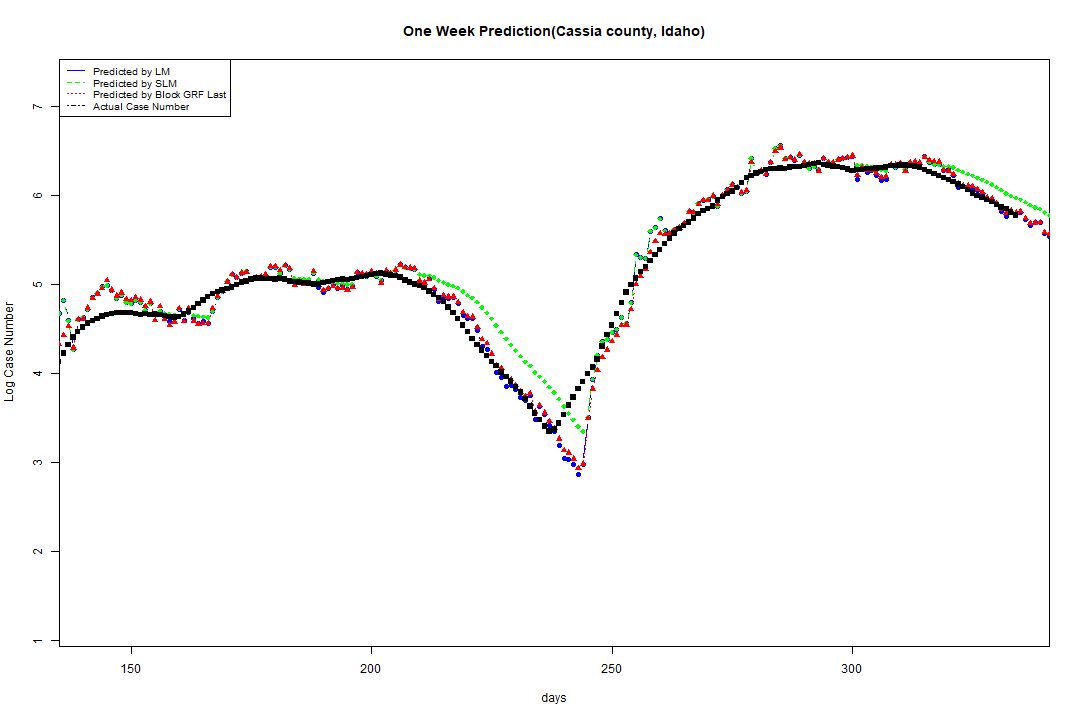 One Week Prediction(Cassia county, Idaho)
Predicted by LM
Predicted by SLM
Predicted by Block GRF Last
Actual Case Number
7
6
5
4
3
2
1
Log Case Number
150 200 250 300
days